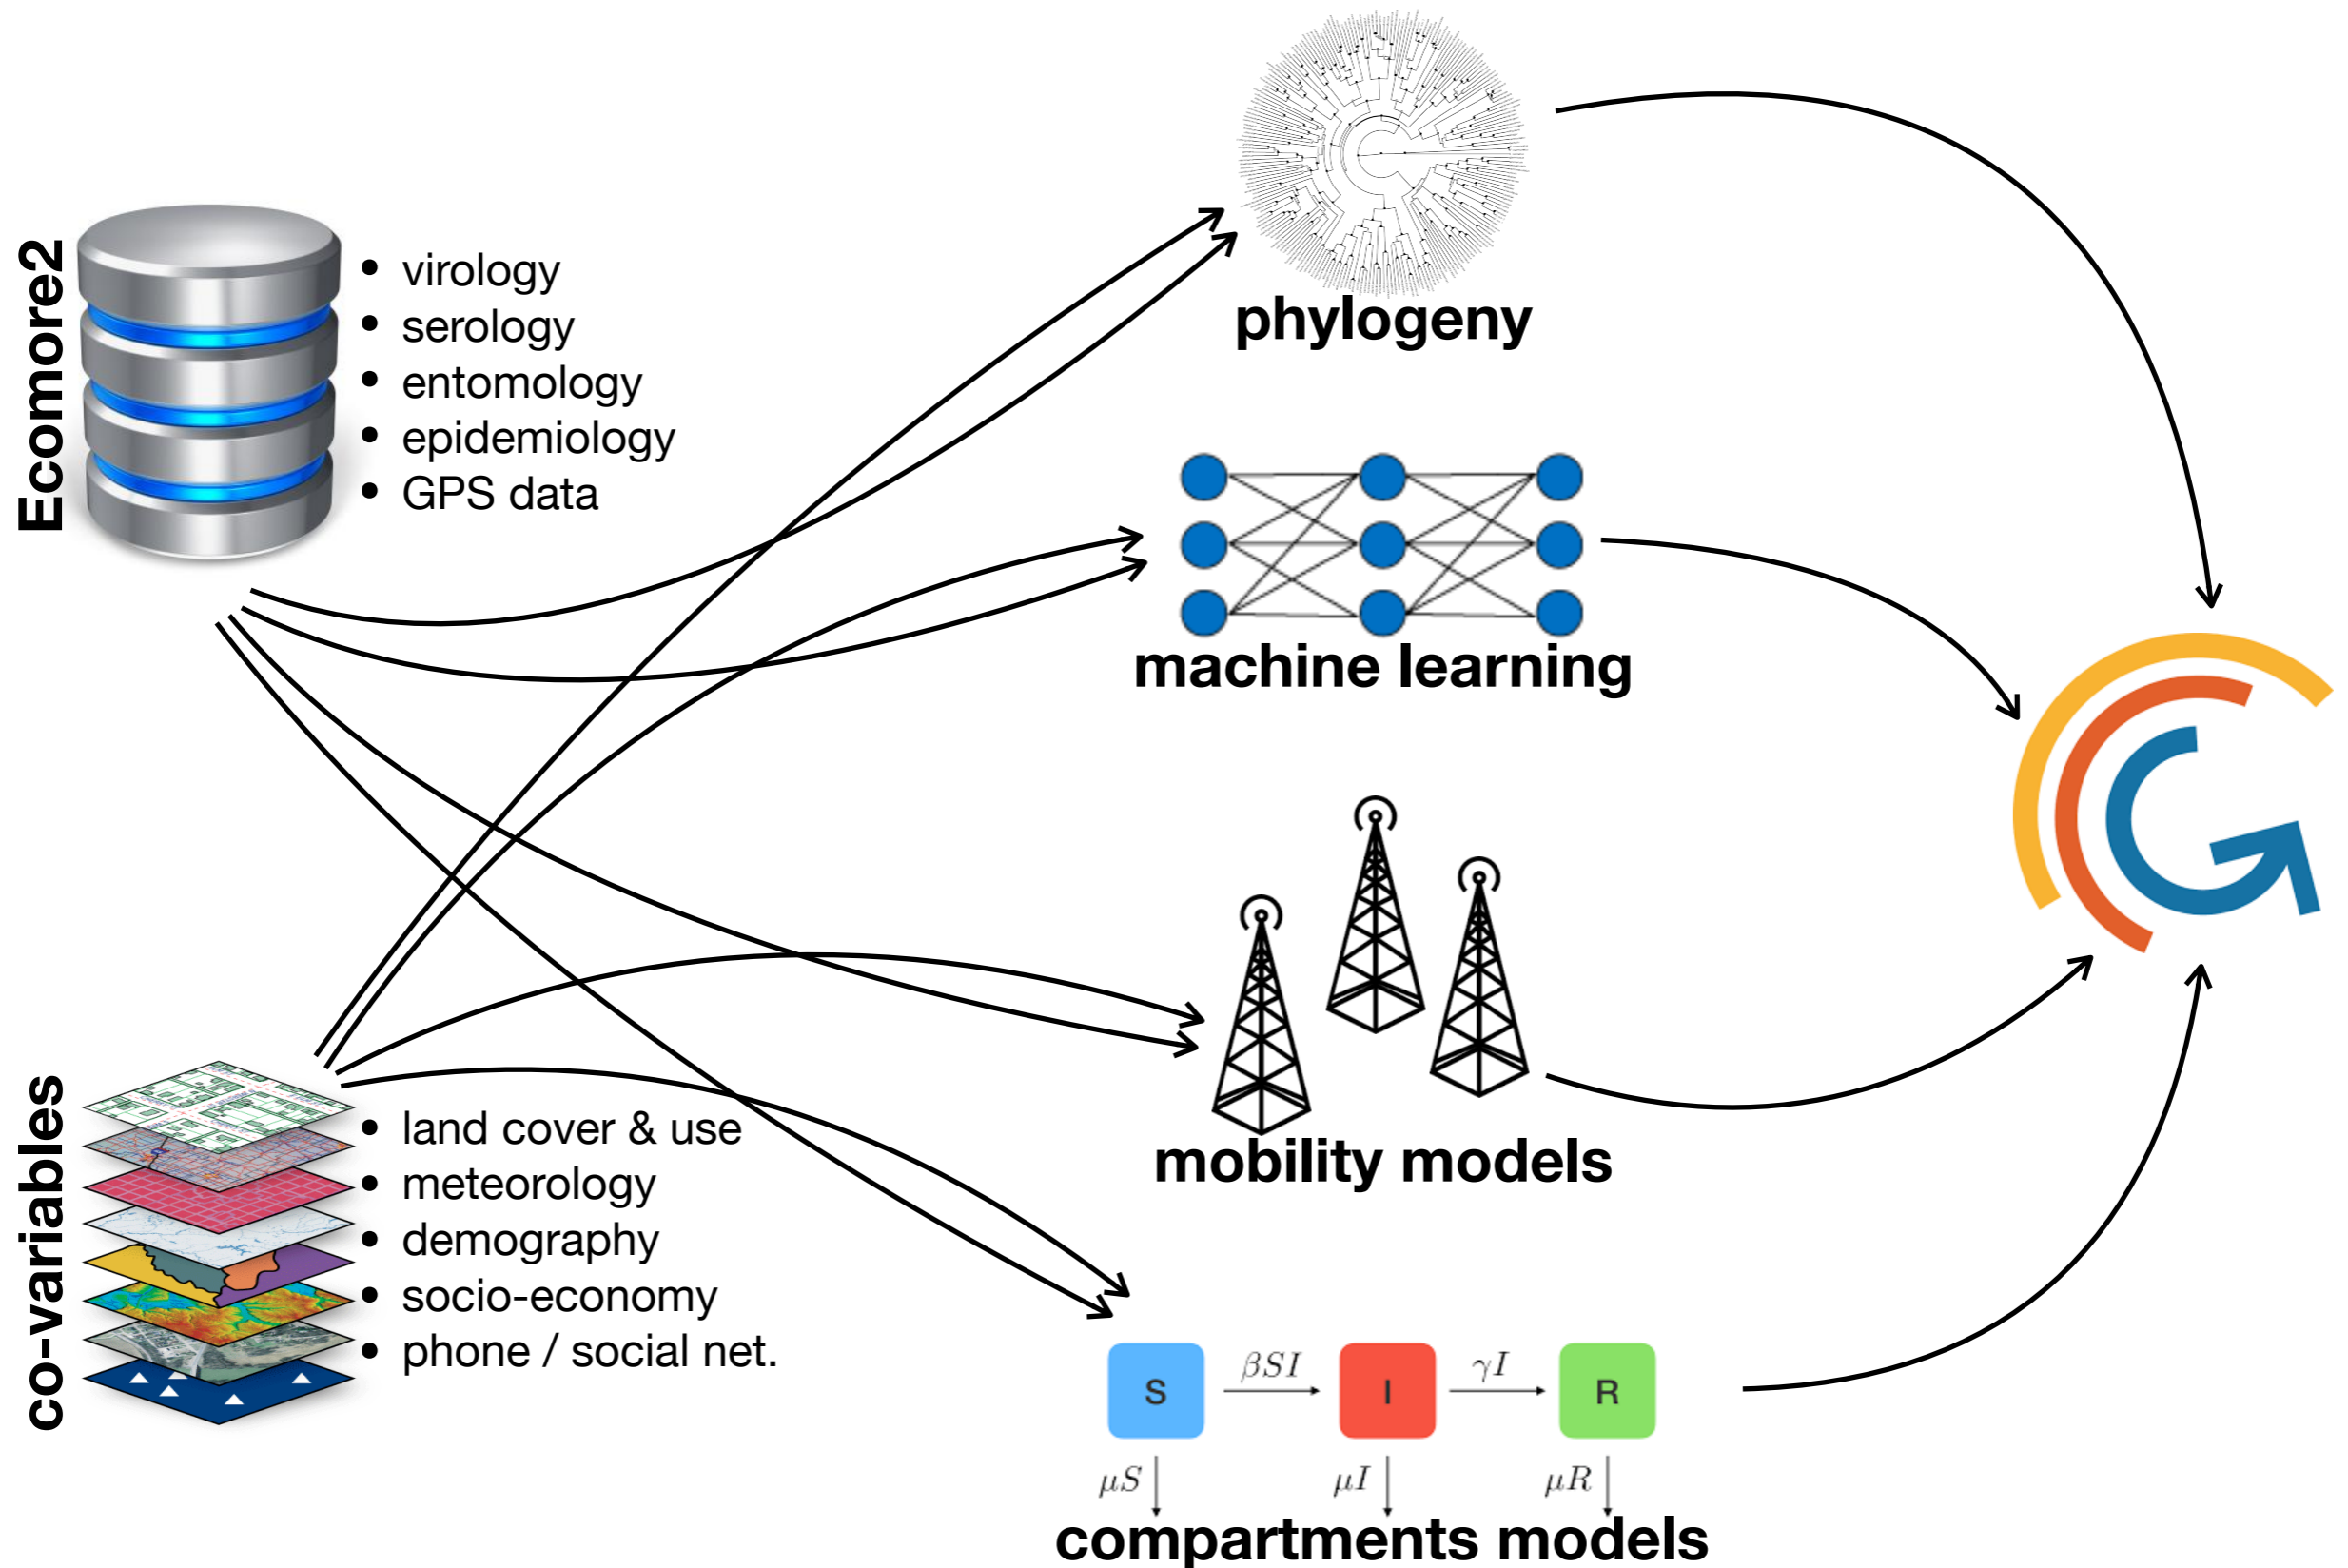 Ecomore2
• virology
• serology
• entomology
• epidemiology
• GPS data
co-variables
• land cover & use
• meteorology
• demography
• socio-economy
• phone / social net.
phylogeny
machine learning
mobility models
S βSI I γI R
μS μI μR
compartments models